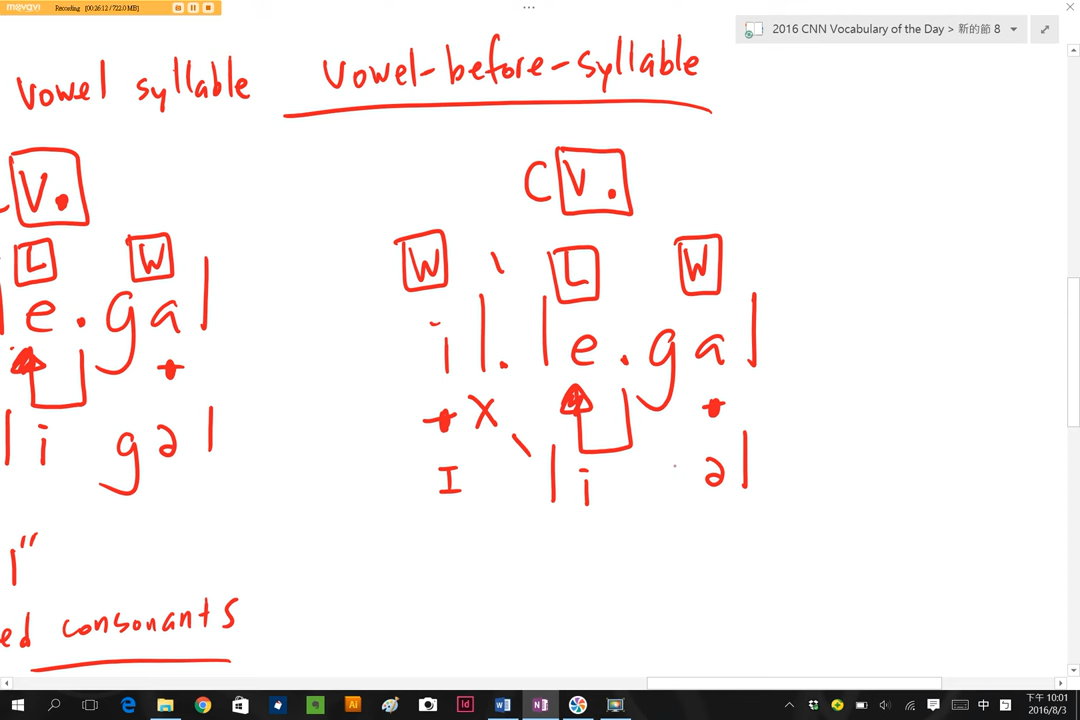 movavi Recording [00:26:12 / 722.0 MB]
2016 CNN Vocabulary of the Day > 新的節 8
Vowel syllable
Vowel-before-syllable
V.
CV.
L W
W ` L W
e.gal
il.le.gal
X
li gəl
I `li əl
consonants
中
下午 10:01
2016/8/3